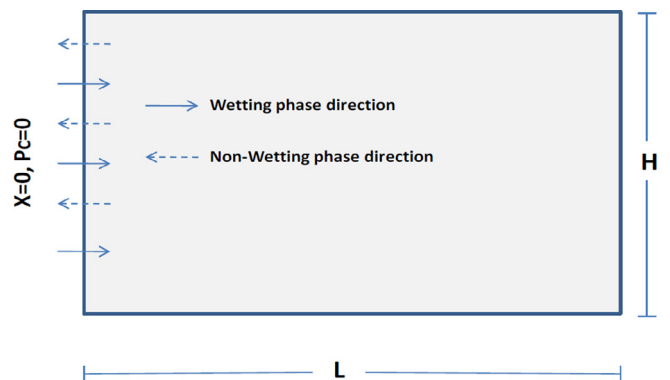 X=0, Pc=0
Wetting phase direction
Non-Wetting phase direction
H
L